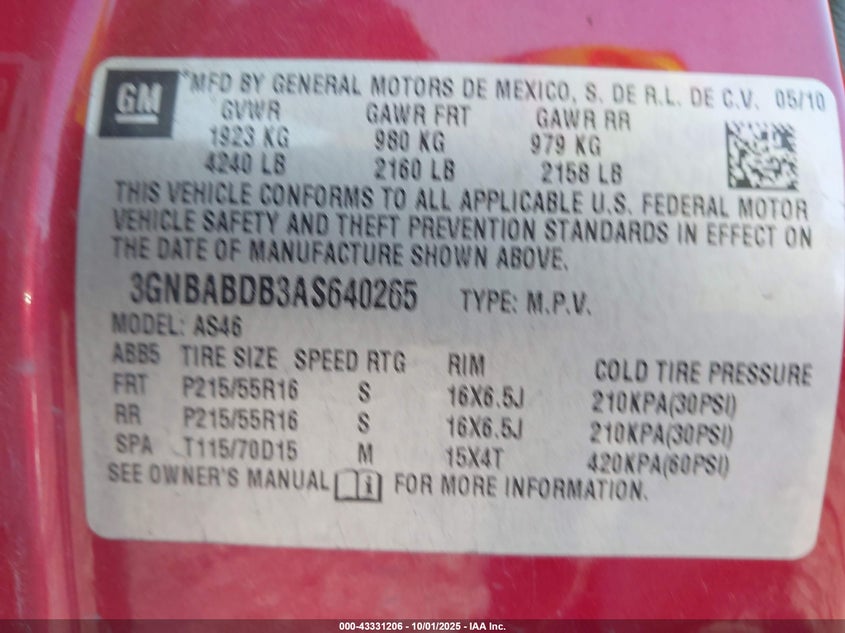 GM
*MFD BY GENERAL MOTORS DE MEXICO, S. DE R.L. DE C.V. 05/10
GVWR GAWR FRT GAWR RR
1923 KG 980 KG 979 KG
4240 LB 2160 LB 2158 LB
THIS VEHICLE CONFORMS TO ALL APPLICABLE U.S. FEDERAL MOTOR
VEHICLE SAFETY AND THEFT PREVENTION STANDARDS IN EFFECT ON
THE DATE OF MANUFACTURE SHOWN ABOVE.
3GNBABDB3AS640265 TYPE: M.P.V.
MODEL: AS46
ABB5 TIRE SIZE SPEED RTG RIM COLD TIRE PRESSURE
FRT P215/55R16 S 16X6.5J 210KPA(30PSI)
RR P215/55R16 S 16X6.5J 210KPA(30PSI)
SPA T115/70D15 M 15X4T 420KPA(60PSI)
SEE OWNER'S MANUAL i FOR MORE INFORMATION.
000-43331206 - 10/01/2025 - IAA Inc.